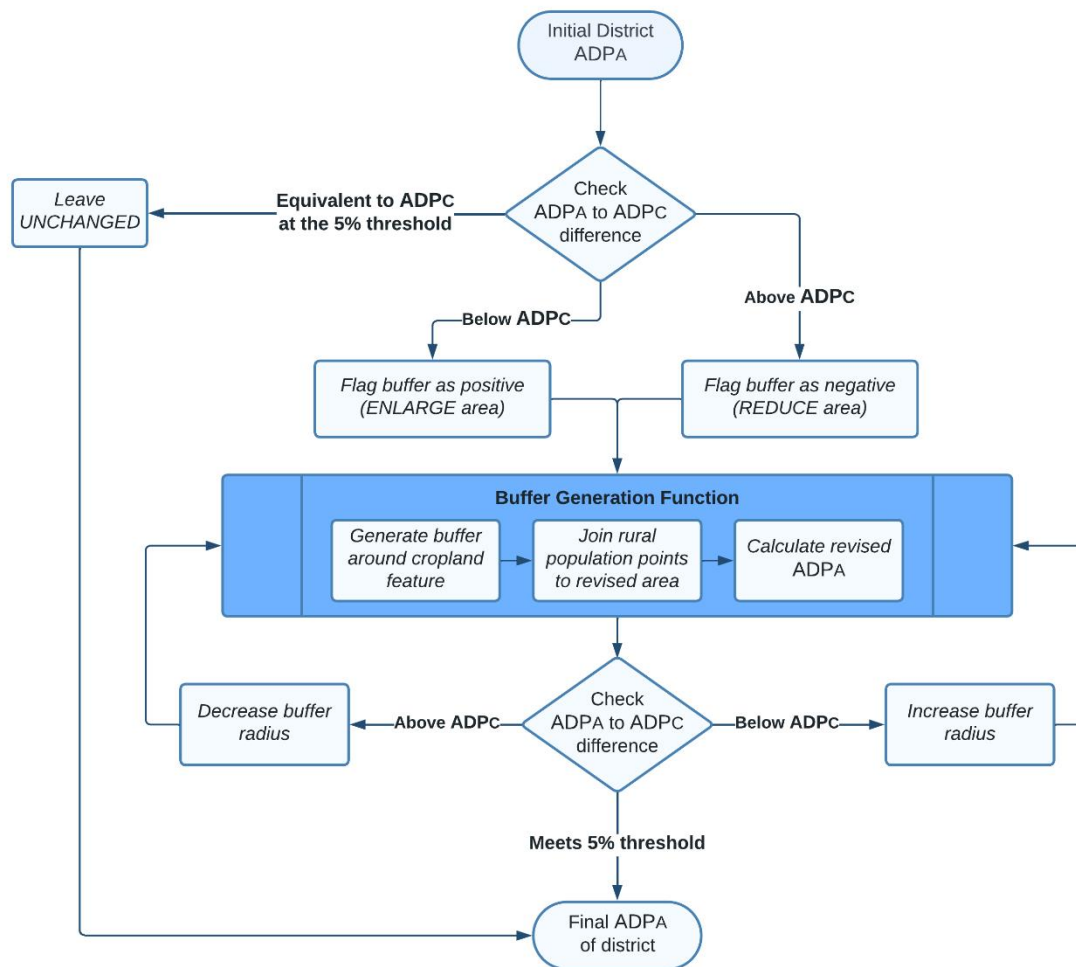 Initial District
ADPA
Check
ADPA to ADPC
difference
Equivalent to ADPC
at the 5% threshold
Leave
UNCHANGED
Below ADPC
Above ADPC
Flag buffer as positive
(ENLARGE area)
Flag buffer as negative
(REDUCE area)
Buffer Generation Function
Generate buffer
around cropland
feature
Join rural
population points
to revised area
Calculate revised
ADPA
Check
ADPA to ADPC
difference
Above ADPC
Decrease buffer
radius
Below ADPC
Increase buffer
radius
Meets 5% threshold
Final ADPA
of district